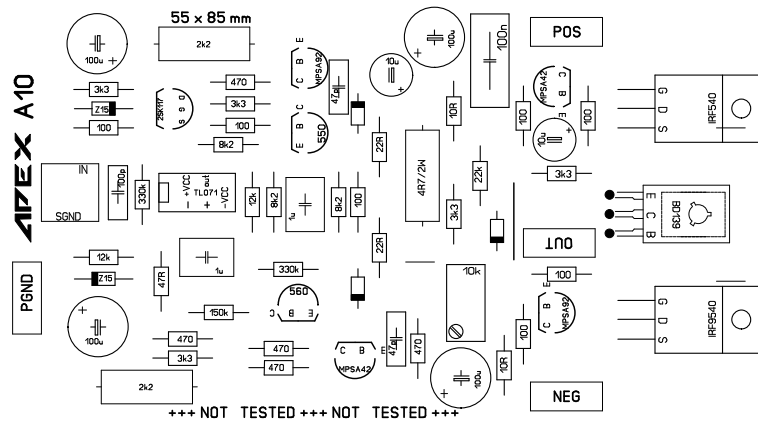 55 x 85 mm
APEX A10
100u
2k2
3k3
Z15
100
2SK117
D S G
470
3k3
100
8k2
E
B
C
MPSA92
47p
C
B
E
550
100u
10u
100n
10R
22R
4R7/2W
22k
3k3
POS
MPSA42
C
B
E
100
100
10u
3k3
G
D
S
IRF540
IN
SGND
100p
330k
+VCC
out
TL071
- + -VCC
12k
8k2
1u
8k2
100
22R
E
C
B
BD139
OUT
PGND
12k
Z15
47R
1u
330k
560
C B E
150k
100u
470
3k3
470
470
2k2
C B E
MPSA42
47p
470
10k
100u
10R
100
100
E
B
C
MPSA92
G
D
S
IRF9540
NEG
+++ NOT TESTED +++ NOT TESTED +++